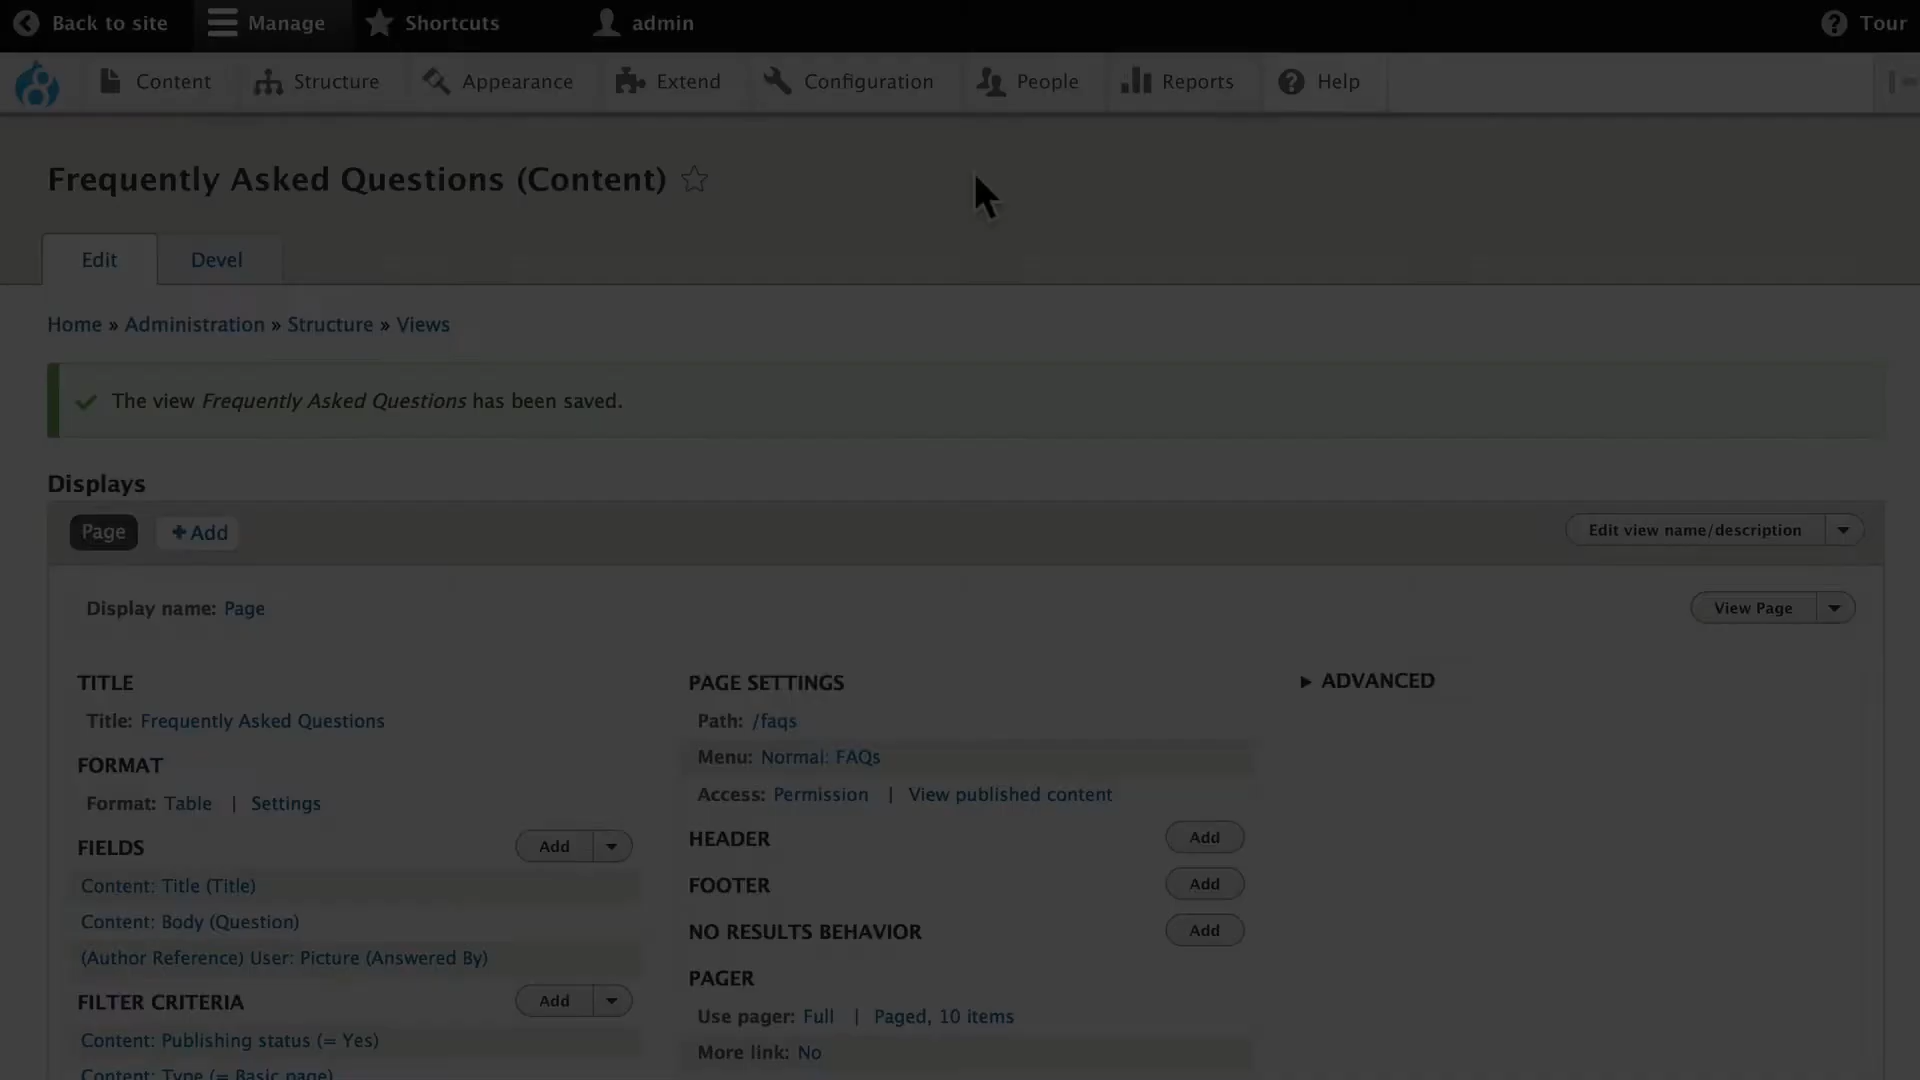 Back to site
Manage
Shortcuts
admin
Tour
Content
Structure
Appearance
Extend
Configuration
People
Reports
Help
Frequently Asked Questions (Content)
Edit
Devel
Home » Administration » Structure » Views
The view Frequently Asked Questions has been saved.
Displays
Page
+ Add
Edit view name/description
Display name: Page
View Page
TITLE
Title: Frequently Asked Questions
FORMAT
Format: Table | Settings
FIELDS
Add
Content: Title (Title)
Content: Body (Question)
(Author Reference) User: Picture (Answered By)
FILTER CRITERIA
Add
Content: Publishing status (= Yes)
Content: Type (= Basic page)
PAGE SETTINGS
Path: /faqs
Menu: Normal: FAQs
Access: Permission | View published content
HEADER
Add
FOOTER
Add
NO RESULTS BEHAVIOR
Add
PAGER
Use pager: Full | Paged, 10 items
More link: No
ADVANCED